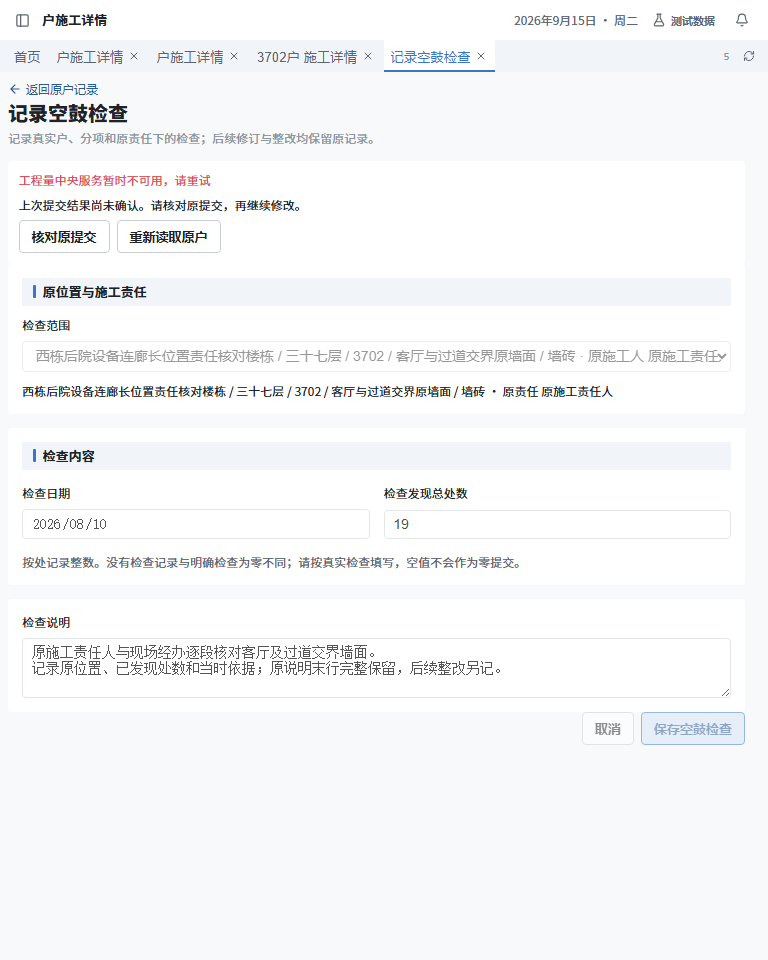 户施工详情
2026年9月15日 · 周二 测试数据
首页 户施工详情 户施工详情 3702户 施工详情 记录空鼓检查 5
返回原户记录
记录空鼓检查
记录真实户、分项和原责任下的检查；后续修订与整改均保留原记录。
工程量中央服务暂时不可用，请重试
上次提交结果尚未确认。请核对原提交，再继续修改。
核对原提交 重新读取原户
原位置与施工责任
检查范围
西栋后院设备连廊长位置责任核对楼栋 / 三十七层 / 3702 / 客厅与过道交界原墙面 / 墙砖 · 原施工人 原施工责任
西栋后院设备连廊长位置责任核对楼栋 / 三十七层 / 3702 / 客厅与过道交界原墙面 / 墙砖 · 原责任 原施工责任人
检查内容
检查日期 检查发现总处数
2026/08/10 19
按处记录整数。没有检查记录与明确检查为零不同；请按真实检查填写，空值不会作为零提交。
检查说明
原施工责任人与现场经办逐段核对客厅及过道交界墙面。
记录原位置、已发现处数和当时依据；原说明末行完整保留，后续整改另记。
取消 保存空鼓检查